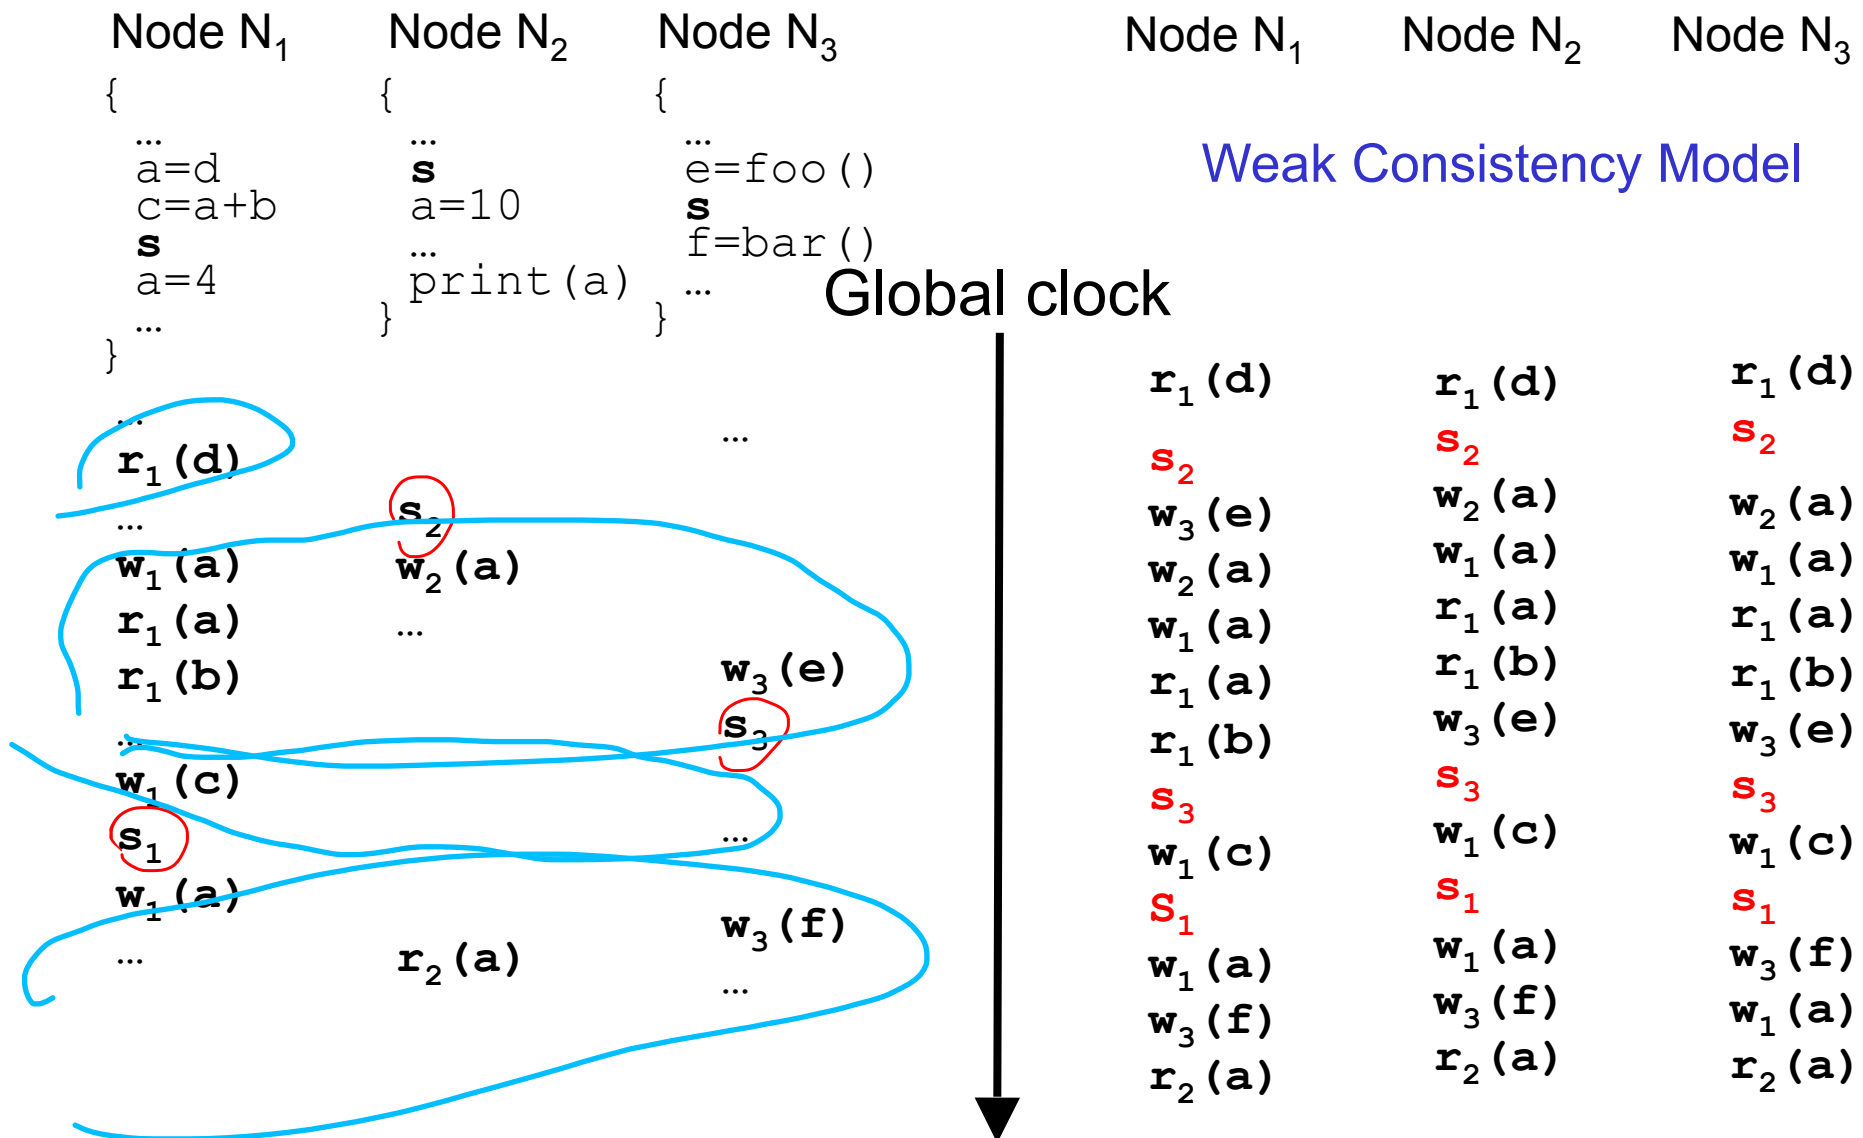 Node N₁
{
…
a=d
c=a+b
s
a=4
…
}
Node N₂
{
…
s
a=10
…
print(a)
}
Node N₃
{
…
e=foo()
s
f=bar()
…
}
…
r₁(d)
…
w₁(a)
r₁(a)
r₁(b)
…
w₁(c)
s₁
w₁(a)
…
s₂
w₂(a)
…
r₂(a)
…
w₃(e)
s₃
…
w₃(f)
…
Global clock
Node N₁
Node N₂
Node N₃
Weak Consistency Model
r₁(d)
s₂
w₃(e)
w₂(a)
w₁(a)
r₁(a)
r₁(b)
s₃
w₁(c)
S₁
w₁(a)
w₃(f)
r₂(a)
r₁(d)
s₂
w₂(a)
w₁(a)
r₁(a)
r₁(b)
w₃(e)
s₃
w₁(c)
s₁
w₁(a)
w₃(f)
r₂(a)
r₁(d)
s₂
w₂(a)
w₁(a)
r₁(a)
r₁(b)
w₃(e)
s₃
w₁(c)
s₁
w₃(f)
w₁(a)
r₂(a)